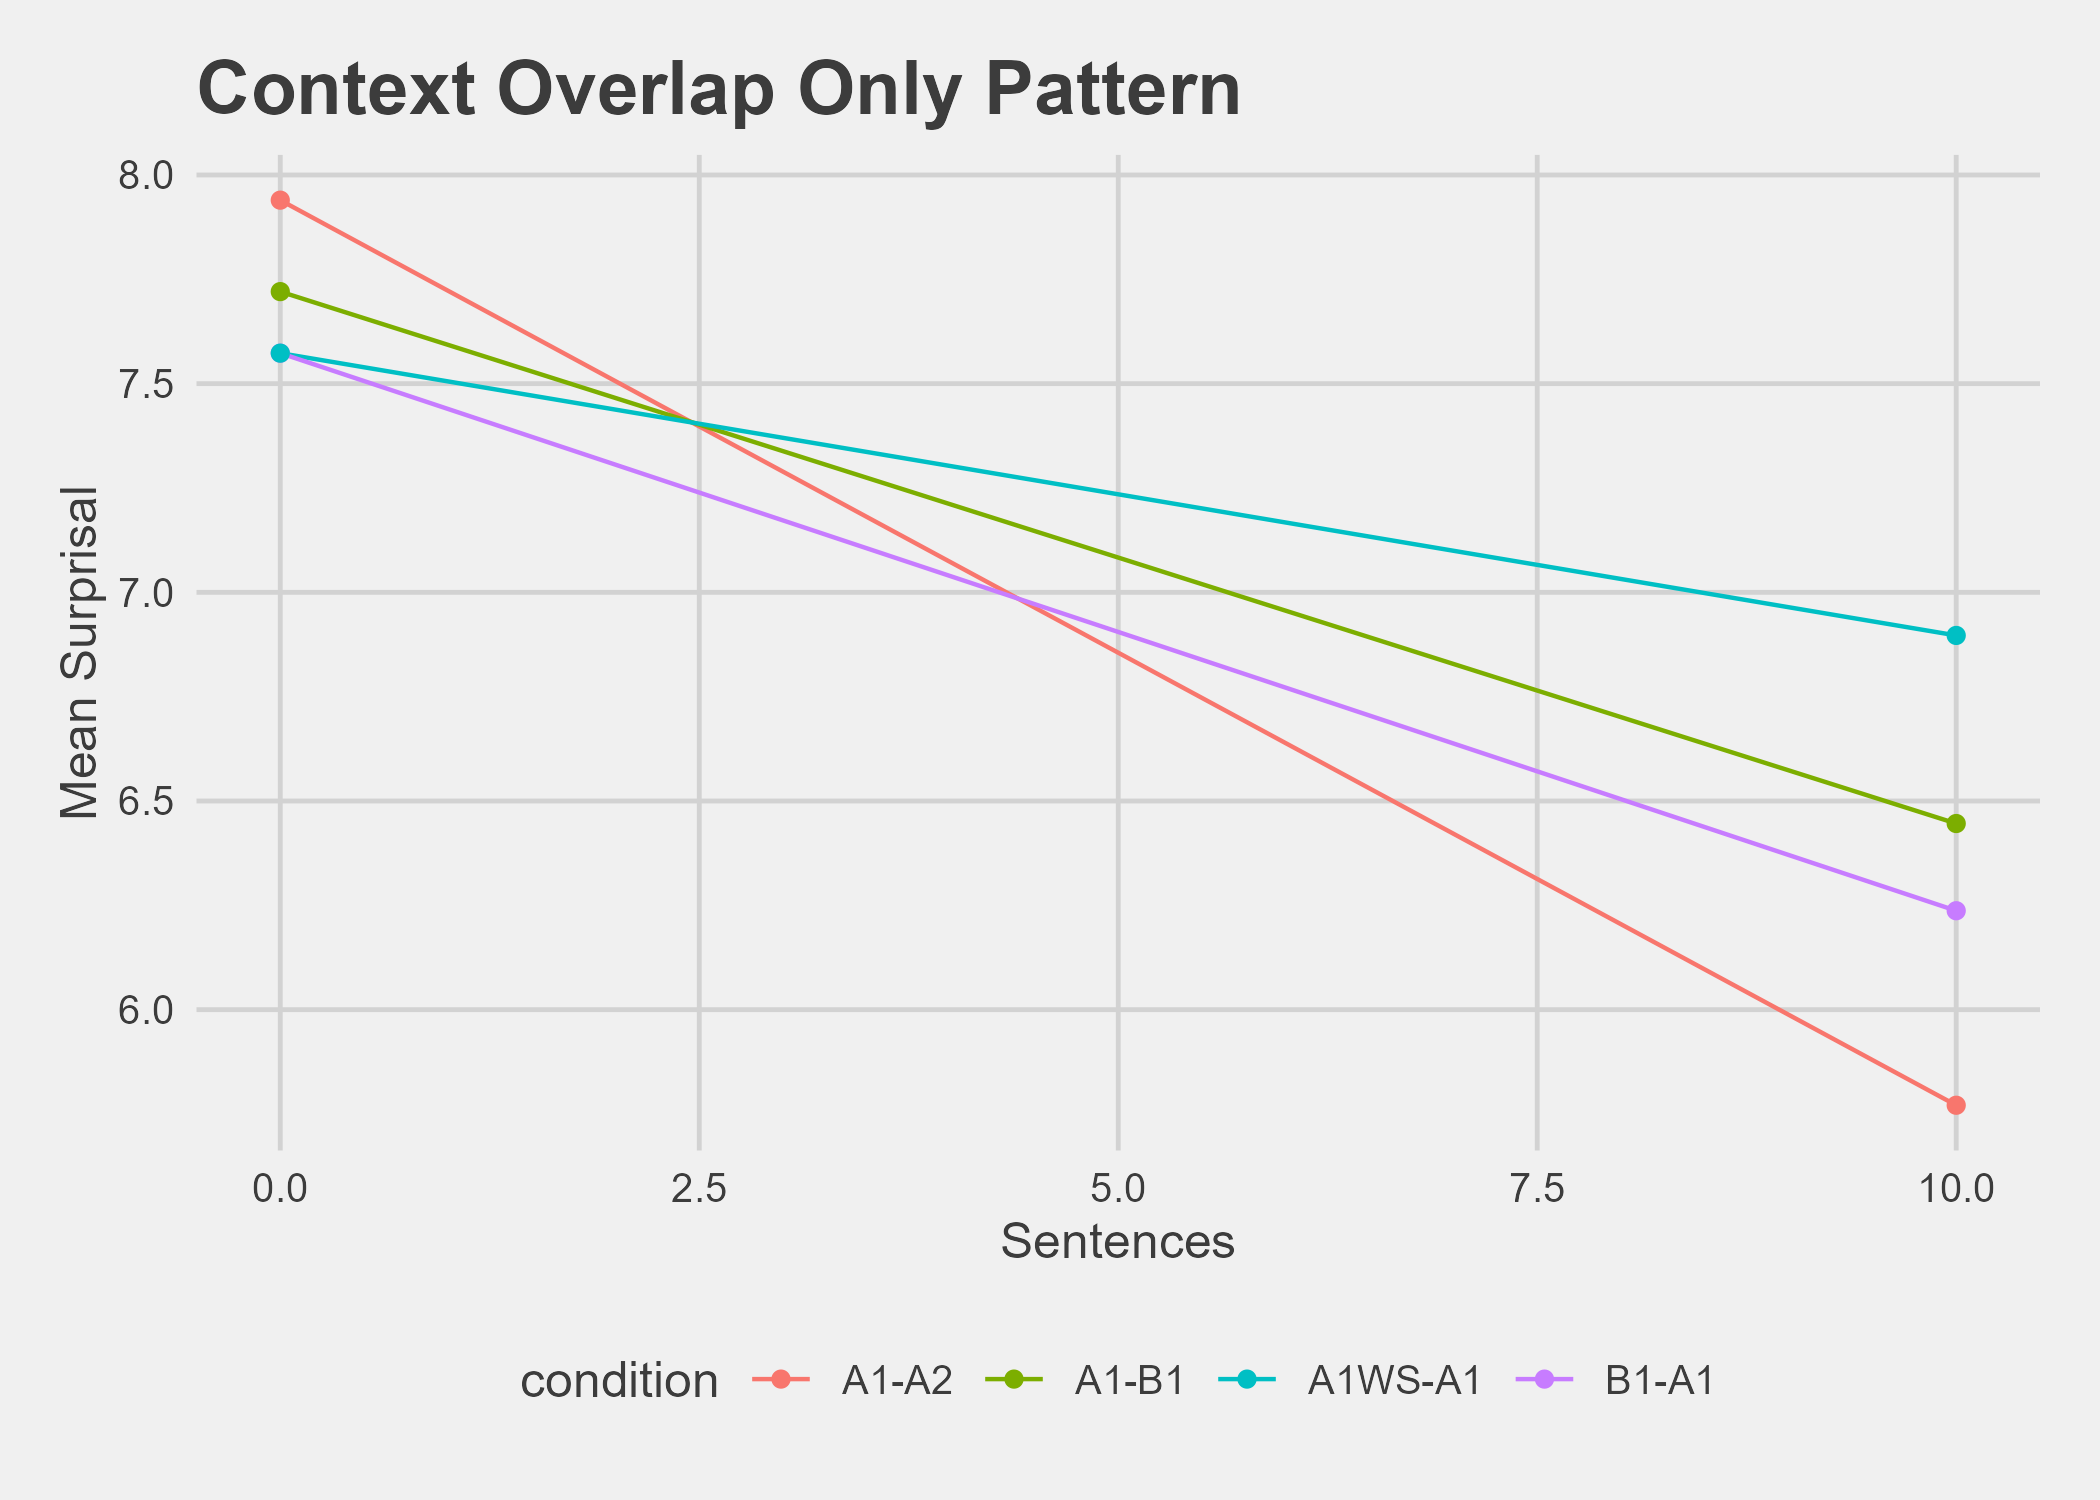 Context Overlap Only Pattern
8.0
7.5
7.0
6.5
6.0
Mean Surprisal
0.0 2.5 5.0 7.5 10.0
Sentences
condition A1-A2 A1-B1 A1WS-A1 B1-A1